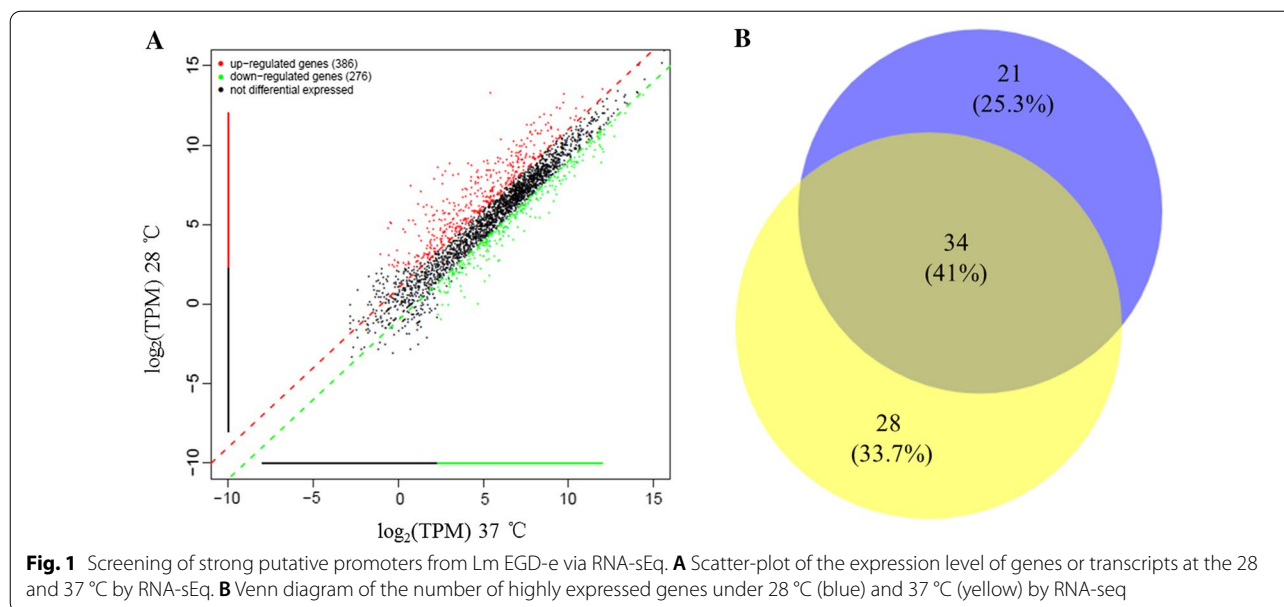 A
up-regulated genes (386)
down-regulated genes (276)
not differential expressed
15
10
5
0
−5
−10
log₂(TPM) 28 ℃
−10
−5
0
5
10
15
log₂(TPM) 37 ℃
B
21
(25.3%)
34
(41%)
28
(33.7%)
Fig. 1 Screening of strong putative promoters from Lm EGD-e via RNA-sEq. A Scatter-plot of the expression level of genes or transcripts at the 28
and 37 °C by RNA-sEq. B Venn diagram of the number of highly expressed genes under 28 °C (blue) and 37 °C (yellow) by RNA-seq